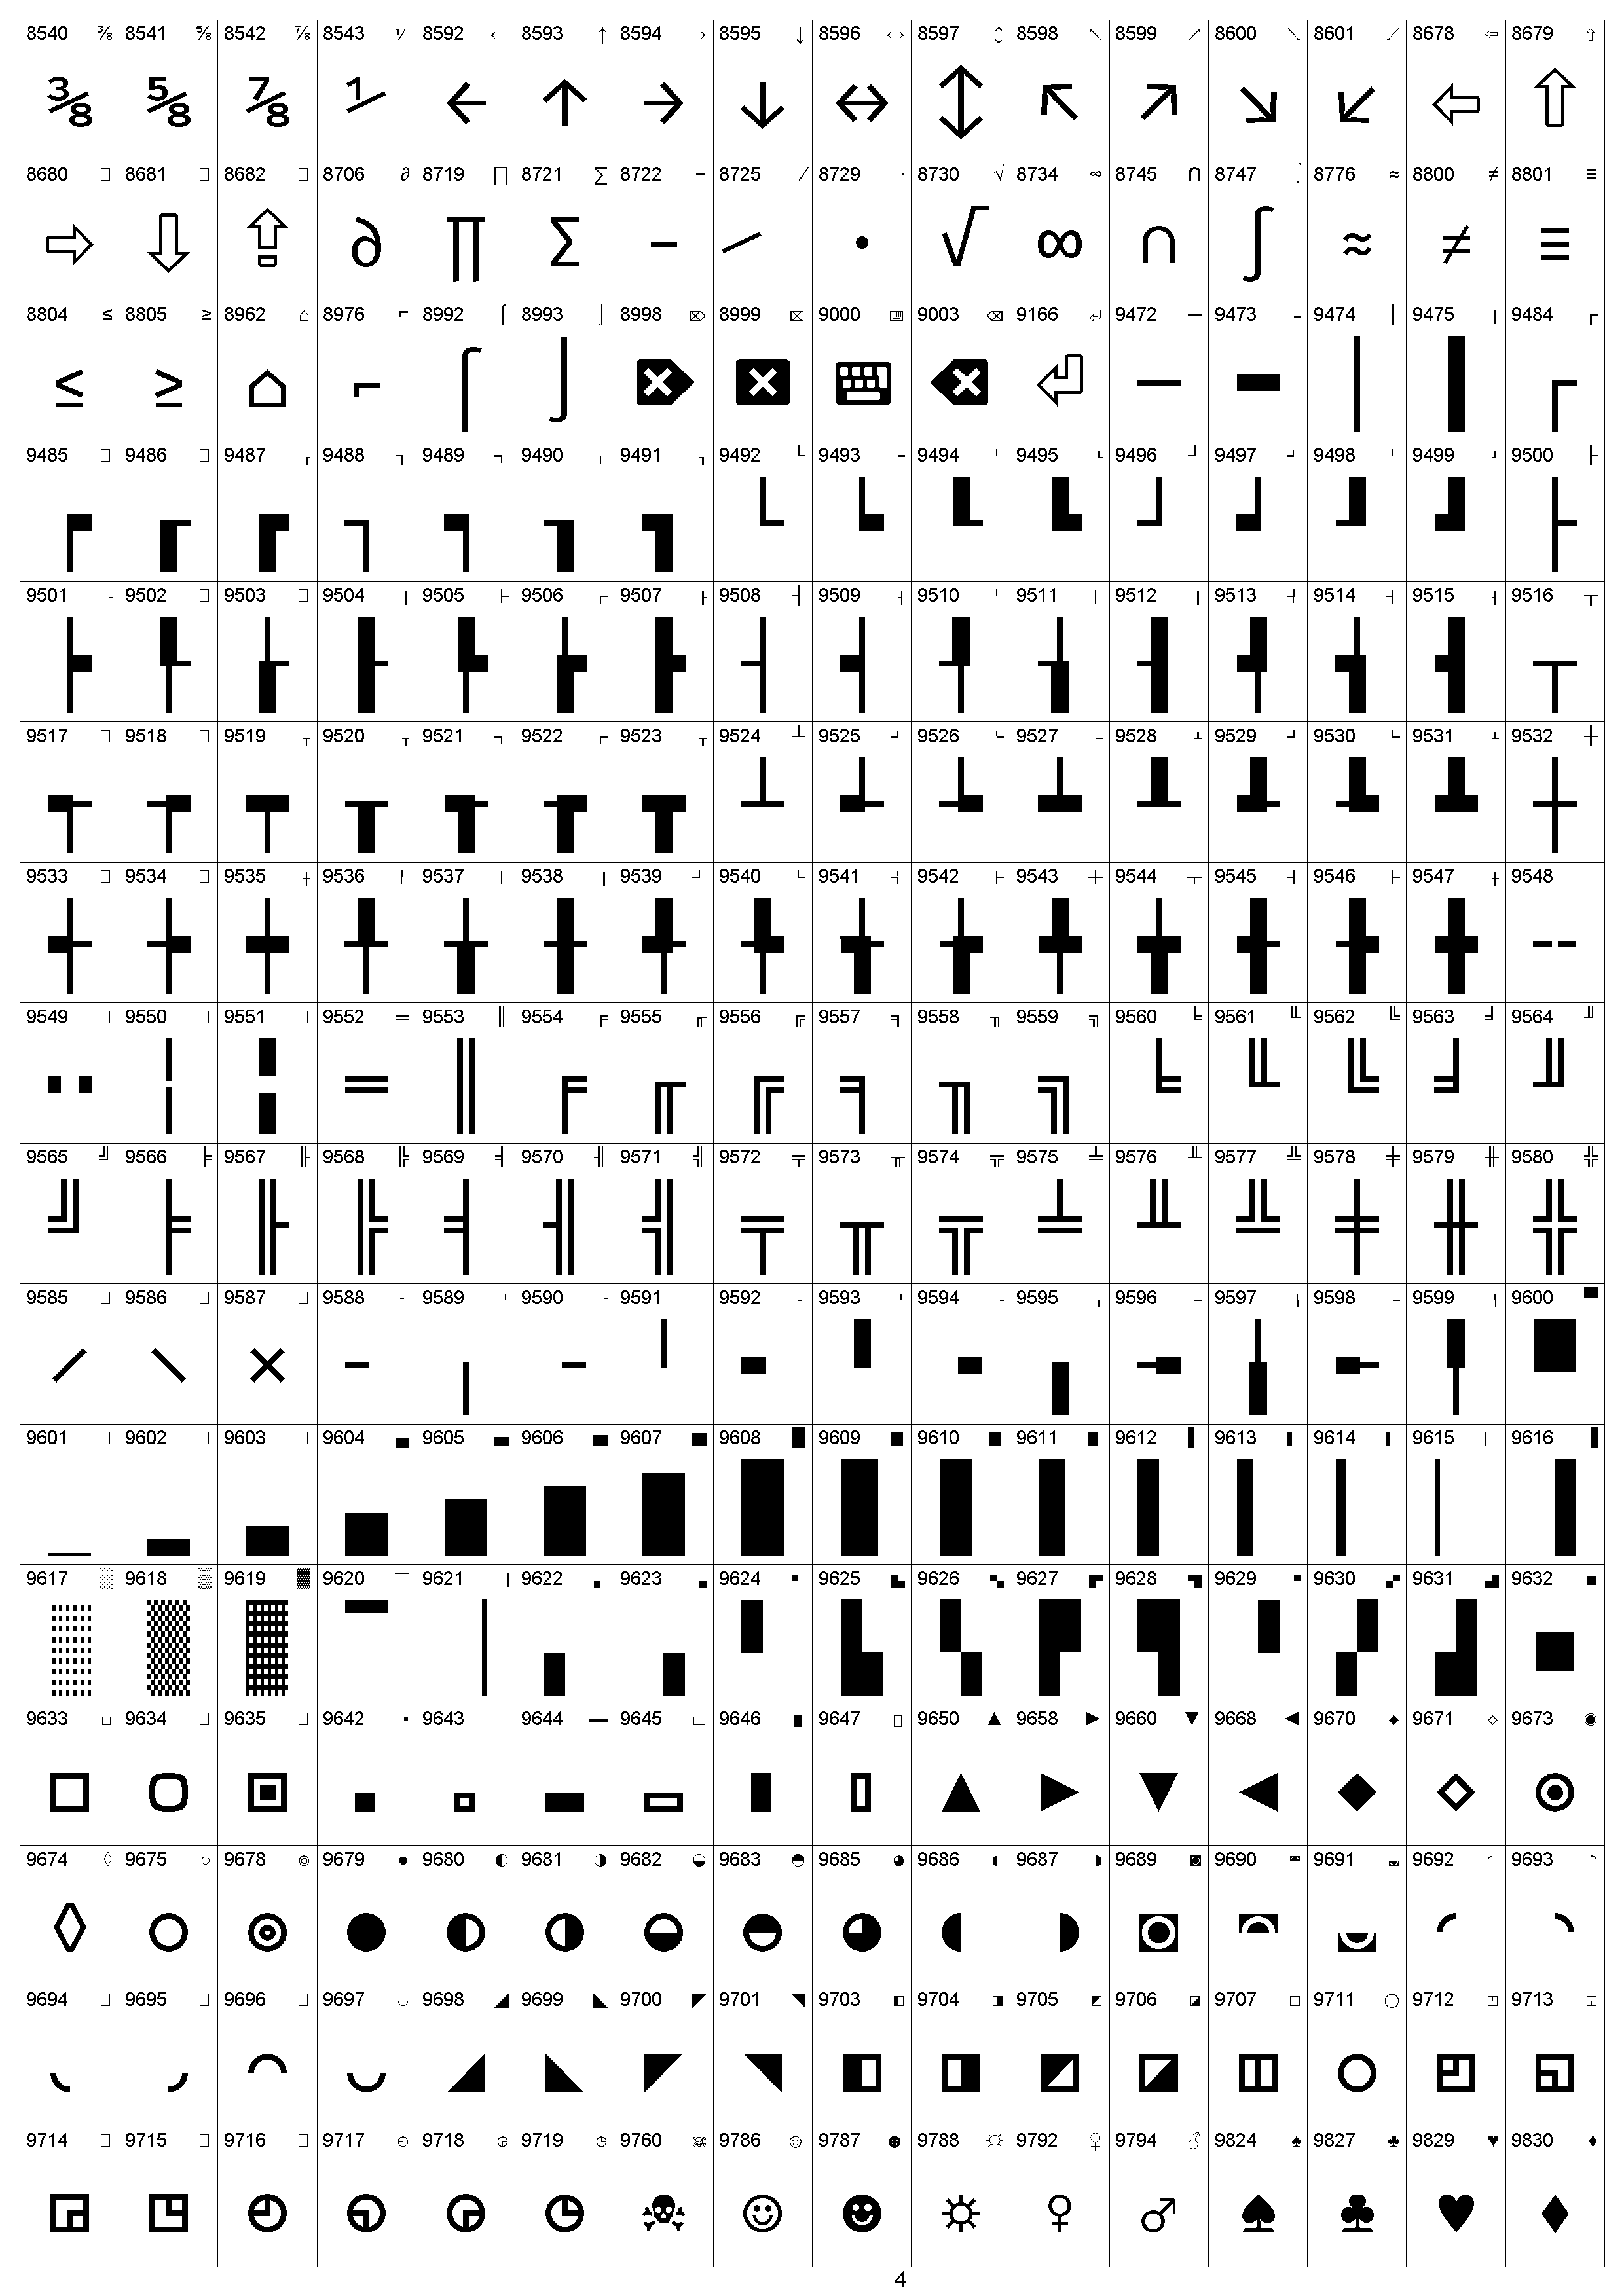 8540 ⅜ 8541 ⅝ 8542 ⅞ 8543 ⅟ 8592 ← 8593 ↑ 8594 → 8595 ↓ 8596 ↔ 8597 ↕ 8598 ↖ 8599 ↗ 8600 ↘ 8601 ↙ 8678 ⇦ 8679 ⇧
⅜ ⅝ ⅞ ⅟ ← ↑ → ↓ ↔ ↕ ↖ ↗ ↘ ↙ ⇦ ⇧
8680 □ 8681 □ 8682 □ 8706 ∂ 8719 ∏ 8721 ∑ 8722 − 8725 ∕ 8729 ∙ 8730 √ 8734 ∞ 8745 ∩ 8747 ∫ 8776 ≈ 8800 ≠ 8801 ≡
⇨ ⇩ ⇪ ∂ ∏ ∑ − ∕ ∙ √ ∞ ∩ ∫ ≈ ≠ ≡
8804 ≤ 8805 ≥ 8962 ⌂ 8976 ⌐ 8992 ⌠ 8993 ⌡ 8998 ⌦ 8999 ⌧ 9000 ⌨ 9003 ⌫ 9166 ⏎ 9472 ─ 9473 ━ 9474 │ 9475 ┃ 9484 ┌
≤ ≥ ⌂ ⌐ ⌠ ⌡ ⌦ ⌧ ⌨ ⌫ ⏎ ─ ━ │ ┃ ┌
9485 □ 9486 □ 9487 ┏ 9488 ┐ 9489 ┑ 9490 ┒ 9491 ┓ 9492 └ 9493 ┕ 9494 ┖ 9495 ┗ 9496 ┘ 9497 ┙ 9498 ┚ 9499 ┛ 9500 ├
┍ ┎ ┏ ┐ ┑ ┒ ┓ └ ┕ ┖ ┗ ┘ ┙ ┚ ┛ ├
9501 ┝ 9502 □ 9503 □ 9504 ┠ 9505 ┡ 9506 ┢ 9507 ┣ 9508 ┤ 9509 ┥ 9510 ┦ 9511 ┧ 9512 ┨ 9513 ┩ 9514 ┪ 9515 ┫ 9516 ┬
┝ ┞ ┟ ┠ ┡ ┢ ┣ ┤ ┥ ┦ ┧ ┨ ┩ ┪ ┫ ┬
9517 □ 9518 □ 9519 ┯ 9520 ┰ 9521 ┱ 9522 ┲ 9523 ┳ 9524 ┴ 9525 ┵ 9526 ┶ 9527 ┷ 9528 ┸ 9529 ┹ 9530 ┺ 9531 ┻ 9532 ┼
┭ ┮ ┯ ┰ ┱ ┲ ┳ ┴ ┵ ┶ ┷ ┸ ┹ ┺ ┻ ┼
9533 □ 9534 □ 9535 ┿ 9536 ╀ 9537 ╁ 9538 ╂ 9539 ╃ 9540 ╄ 9541 ╅ 9542 ╆ 9543 ╇ 9544 ╈ 9545 ╉ 9546 ╊ 9547 ╋ 9548 ╌
┽ ┾ ┿ ╀ ╁ ╂ ╃ ╄ ╅ ╆ ╇ ╈ ╉ ╊ ╋ ╌
9549 □ 9550 □ 9551 □ 9552 ═ 9553 ║ 9554 ╒ 9555 ╓ 9556 ╔ 9557 ╕ 9558 ╖ 9559 ╗ 9560 ╘ 9561 ╙ 9562 ╚ 9563 ╛ 9564 ╜
╍ ╎ ╏ ═ ║ ╒ ╓ ╔ ╕ ╖ ╗ ╘ ╙ ╚ ╛ ╜
9565 ╝ 9566 ╞ 9567 ╟ 9568 ╠ 9569 ╡ 9570 ╢ 9571 ╣ 9572 ╤ 9573 ╥ 9574 ╦ 9575 ╧ 9576 ╨ 9577 ╩ 9578 ╪ 9579 ╫ 9580 ╬
╝ ╞ ╟ ╠ ╡ ╢ ╣ ╤ ╥ ╦ ╧ ╨ ╩ ╪ ╫ ╬
9585 □ 9586 □ 9587 □ 9588 ╴ 9589 ╵ 9590 ╶ 9591 ╷ 9592 ╸ 9593 ╹ 9594 ╺ 9595 ╻ 9596 ╼ 9597 ╽ 9598 ╾ 9599 ╿ 9600 ▀
╱ ╲ ╳ ╴ ╷ ╶ ╵ ╸ ╹ ╺ ╻ ╼ ╽ ╾ ╿ ▀
9601 □ 9602 □ 9603 □ 9604 ▄ 9605 ▅ 9606 ▆ 9607 ▇ 9608 █ 9609 ▉ 9610 ▊ 9611 ▋ 9612 ▌ 9613 ▍ 9614 ▎ 9615 ▏ 9616 ▐
▁ ▂ ▃ ▄ ▅ ▆ ▇ █ ▉ ▊ ▋ ▌ ▍ ▎ ▏ ▐
9617 ░ 9618 ▒ 9619 ▓ 9620 ▔ 9621 ▕ 9622 ▖ 9623 ▗ 9624 ▘ 9625 ▙ 9626 ▚ 9627 ▛ 9628 ▜ 9629 ▝ 9630 ▞ 9631 ▟ 9632 ■
░ ▒ ▓ ▔ ▕ ▖ ▗ ▘ ▙ ▚ ▛ ▜ ▝ ▞ ▟ ■
9633 □ 9634 □ 9635 □ 9642 ▪ 9643 ▫ 9644 ▬ 9645 ▭ 9646 ▮ 9647 ▯ 9650 ▲ 9658 ► 9660 ▼ 9668 ◄ 9670 ◆ 9671 ◇ 9673 ◉
□ ▢ ▣ ▪ ▫ ▬ ▭ ▮ ▯ ▲ ► ▼ ◄ ◆ ◇ ◉
9674 ◊ 9675 ○ 9678 ◎ 9679 ● 9680 ◐ 9681 ◑ 9682 ◒ 9683 ◓ 9685 ◕ 9686 ◖ 9687 ◗ 9689 ◙ 9690 ◚ 9691 ◛ 9692 ◜ 9693 ◝
◊ ○ ◎ ● ◐ ◑ ◒ ◓ ◕ ◖ ◗ ◙ ◚ ◛ ◜ ◝
9694 □ 9695 □ 9696 □ 9697 ◡ 9698 ◢ 9699 ◣ 9700 ◤ 9701 ◥ 9703 ◧ 9704 ◨ 9705 ◩ 9706 ◪ 9707 ◫ 9711 ◯ 9712 ◰ 9713 ◱
◟ ◞ ◠ ◡ ◢ ◣ ◤ ◥ ◧ ◨ ◩ ◪ ◫ ◯ ◰ ◱
9714 □ 9715 □ 9716 □ 9717 ◵ 9718 ◶ 9719 ◷ 9760 ☠ 9786 ☺ 9787 ☻ 9788 ☼ 9792 ♀ 9794 ♂ 9824 ♠ 9827 ♣ 9829 ♥ 9830 ♦
◲ ◳ ◴ ◵ ◶ ◷ ☠ ☺ ☻ ☼ ♀ ♂ ♠ ♣ ♥ ♦
4